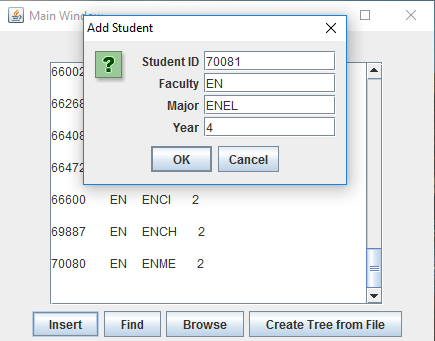 Main Window
Add Student
Student ID 70081
Faculty EN
Major ENEL
Year 4
OK Cancel
66002
66268
66408
66472
66600 EN ENCI 2
69887 EN ENCH 2
70080 EN ENME 2
Insert Find Browse Create Tree from File